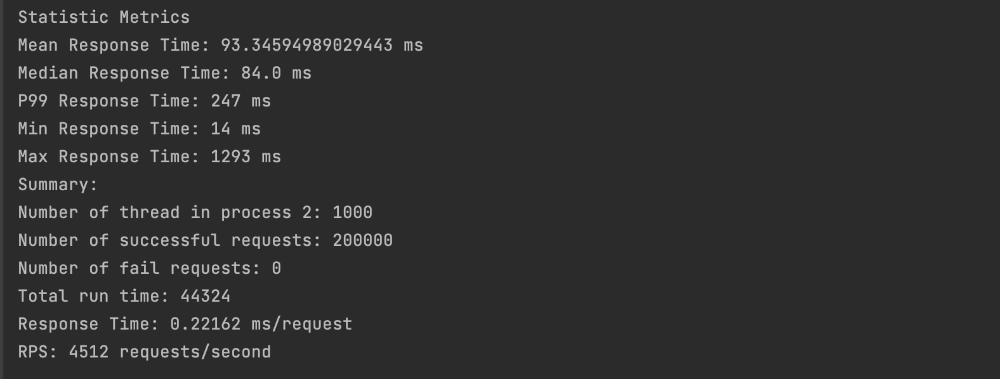 Statistic Metrics
Mean Response Time: 93.34594989029443 ms
Median Response Time: 84.0 ms
P99 Response Time: 247 ms
Min Response Time: 14 ms
Max Response Time: 1293 ms
Summary:
Number of thread in process 2: 1000
Number of successful requests: 200000
Number of fail requests: 0
Total run time: 44324
Response Time: 0.22162 ms/request
RPS: 4512 requests/second